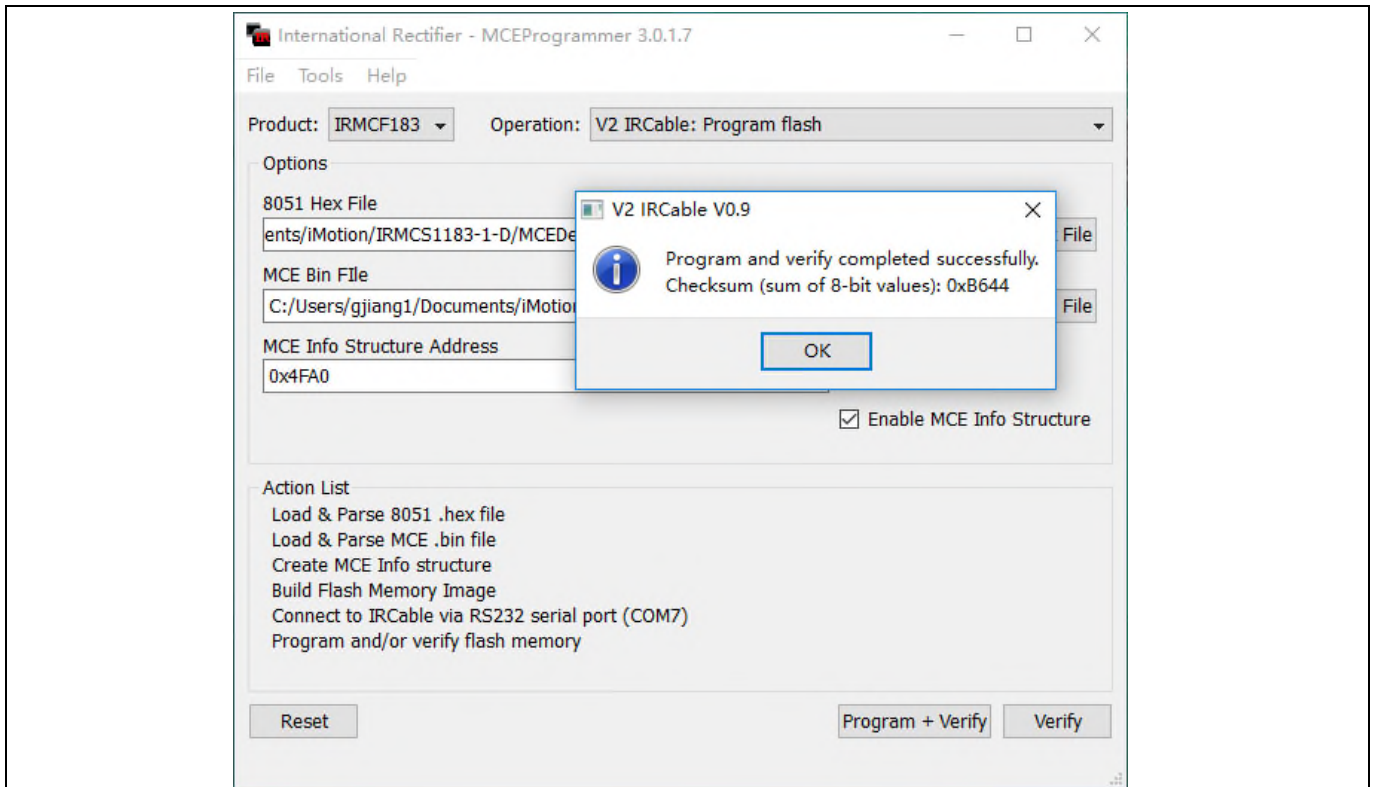 International Rectifier - MCEProgrammer 3.0.1.7
File Tools Help
Product: IRMCF183 Operation: V2 IRCable: Program flash
Options
8051 Hex File
ents/iMotion/IRMCS1183-1-D/MCEDe
File
MCE Bin FIle
C:/Users/gjiang1/Documents/iMotion
File
MCE Info Structure Address
0x4FA0
Enable MCE Info Structure
V2 IRCable V0.9
Program and verify completed successfully.
Checksum (sum of 8-bit values): 0xB644
OK
Action List
Load & Parse 8051 .hex file
Load & Parse MCE .bin file
Create MCE Info structure
Build Flash Memory Image
Connect to IRCable via RS232 serial port (COM7)
Program and/or verify flash memory
Reset Program + Verify Verify